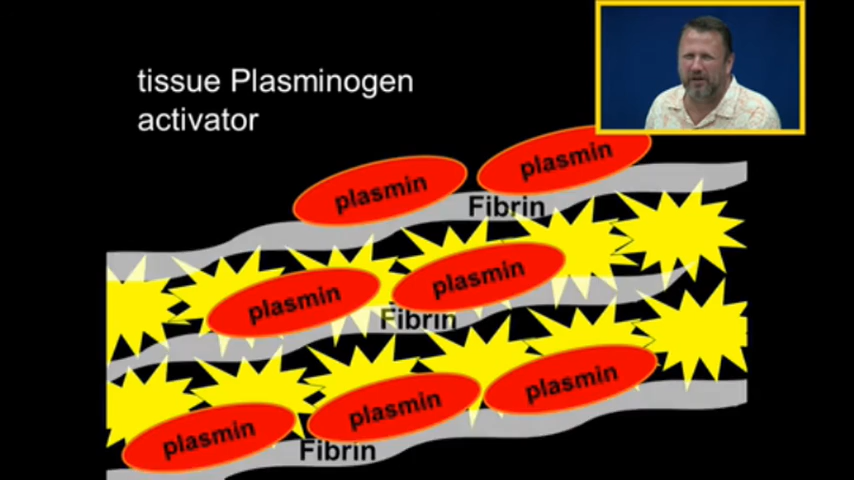 tissue Plasminogen
activator
plasmin
plasmin
Fibrin
plasmin
plasmin
Fibrin
plasmin
plasmin
plasmin
Fibrin